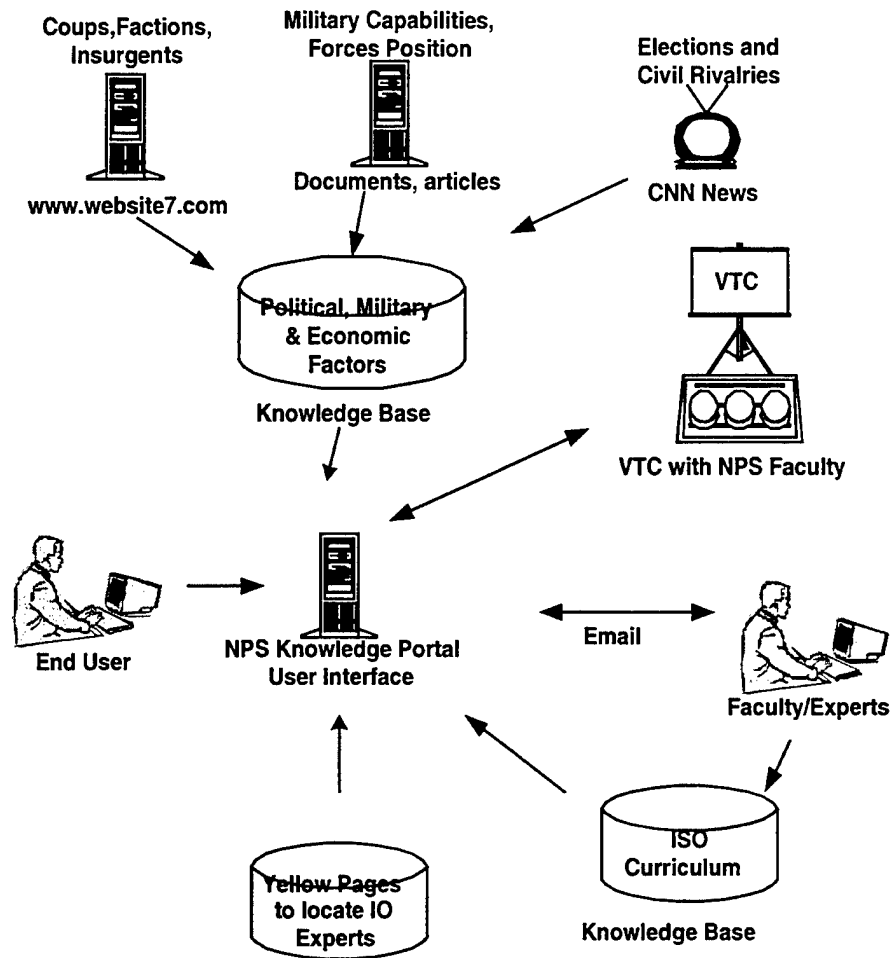 Coups,Factions,
Insurgents
Military Capabilities,
Forces Position
Elections and
Civil Rivalries
www.website7.com
Documents, articles
CNN News
Political, Military
& Economic
Factors
Knowledge Base
VTC
VTC with NPS Faculty
End User
NPS Knowledge Portal
User Interface
Email
Faculty/Experts
Yellow Pages
to locate IO
Experts
ISO
Curriculum
Knowledge Base